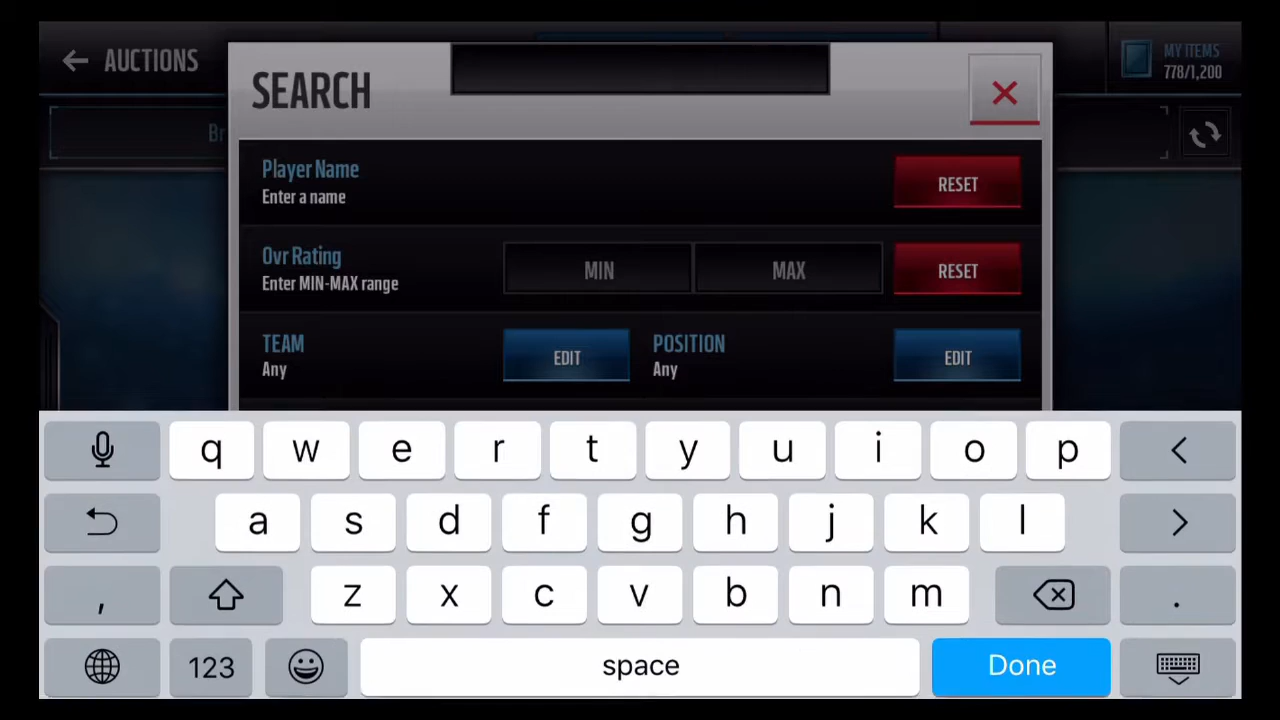 AUCTIONS
MY ITEMS
778/1,200
SEARCH
Br
Player Name
Enter a name
RESET
Ovr Rating
Enter MIN-MAX range
MIN
MAX
RESET
TEAM
Any
EDIT
POSITION
Any
EDIT
q w e r t y u i o p
a s d f g h j k l
, z x c v b n m .
123 space Done